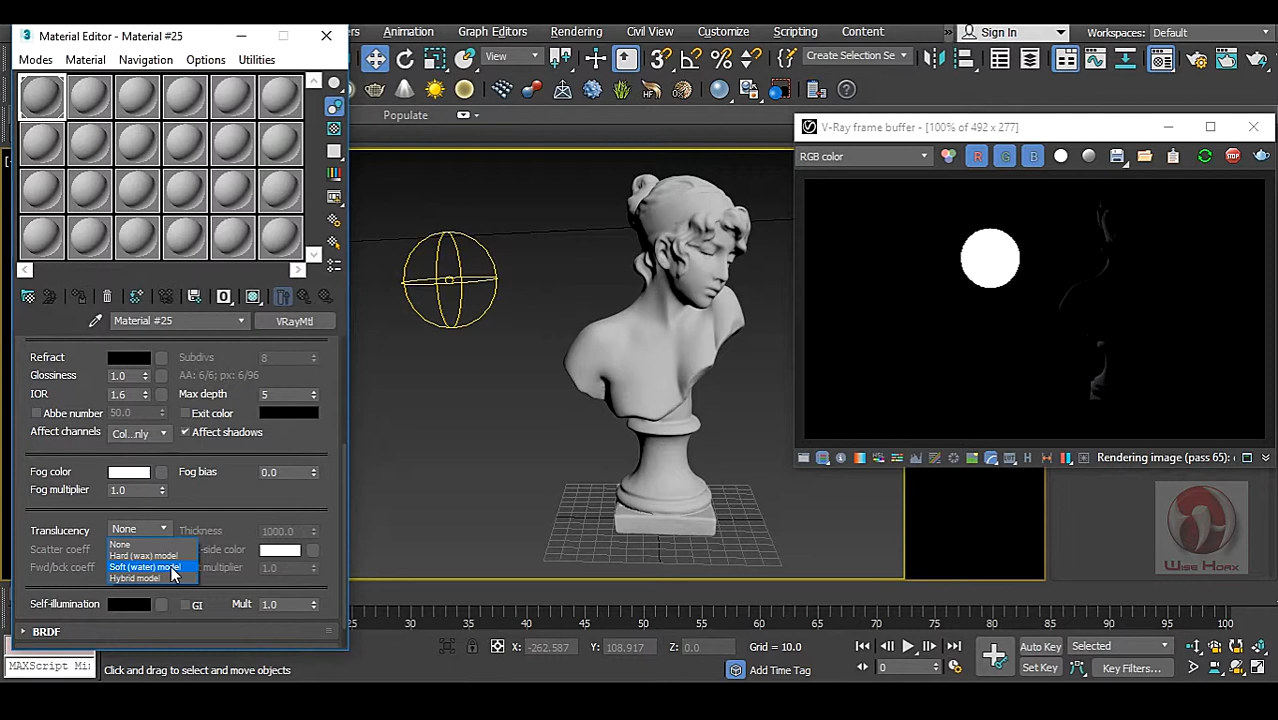 Material Editor - Material #25
Modes Material Navigation Options Utilities
Animation Graph Editors Rendering Civil View Customize Scripting Content
Sign In Workspaces: Default
View Create Selection Se
Populate
V-Ray frame buffer - [100% of 492 x 277]
RGB color R G B STOP
Material #25 VRayMtl
Refract Subdivs 8
Glossiness 1.0 AA: 6/6; px: 6/96
IOR 1.6 Max depth 5
Abbe number 50.0 Exit color
Affect channels Col...nly Affect shadows
Fog color Fog bias 0.0
Fog multiplier 1.0
Translucency None Thickness 1000.0
None
Scatter coeff Hard (wax) model -side color
Fwd/bck coeff Soft (water) model t multiplier 1.0
Hybrid model
Self-illumination GI Mult 1.0
BRDF
Rendering image (pass 65):
WISE HORX
30 35 40 45 50 55 60 65 70 75 80 85 90 95 100
X: -262.587 Y: 108.917 Z: 0.0 Grid = 10.0
Auto Key Selected
MAXScript Mi: Click and drag to select and move objects Add Time Tag 0 Set Key Key Filters...